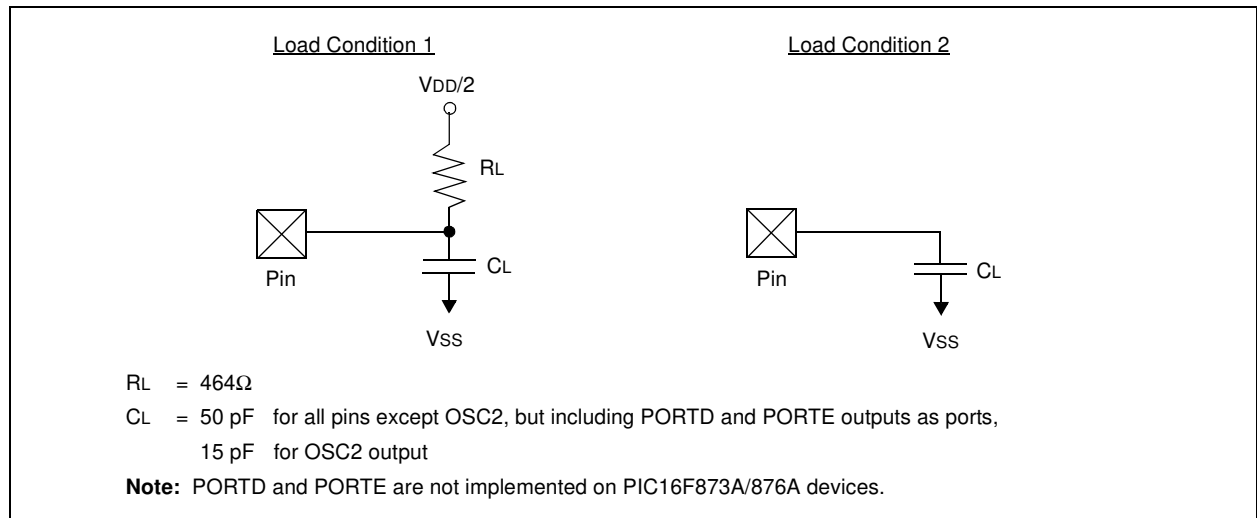 Load Condition 1
Load Condition 2
VDD/2
RL
Pin
CL
VSS
Pin
CL
VSS
RL = 464Ω
CL = 50 pF for all pins except OSC2, but including PORTD and PORTE outputs as ports,
15 pF for OSC2 output
Note: PORTD and PORTE are not implemented on PIC16F873A/876A devices.